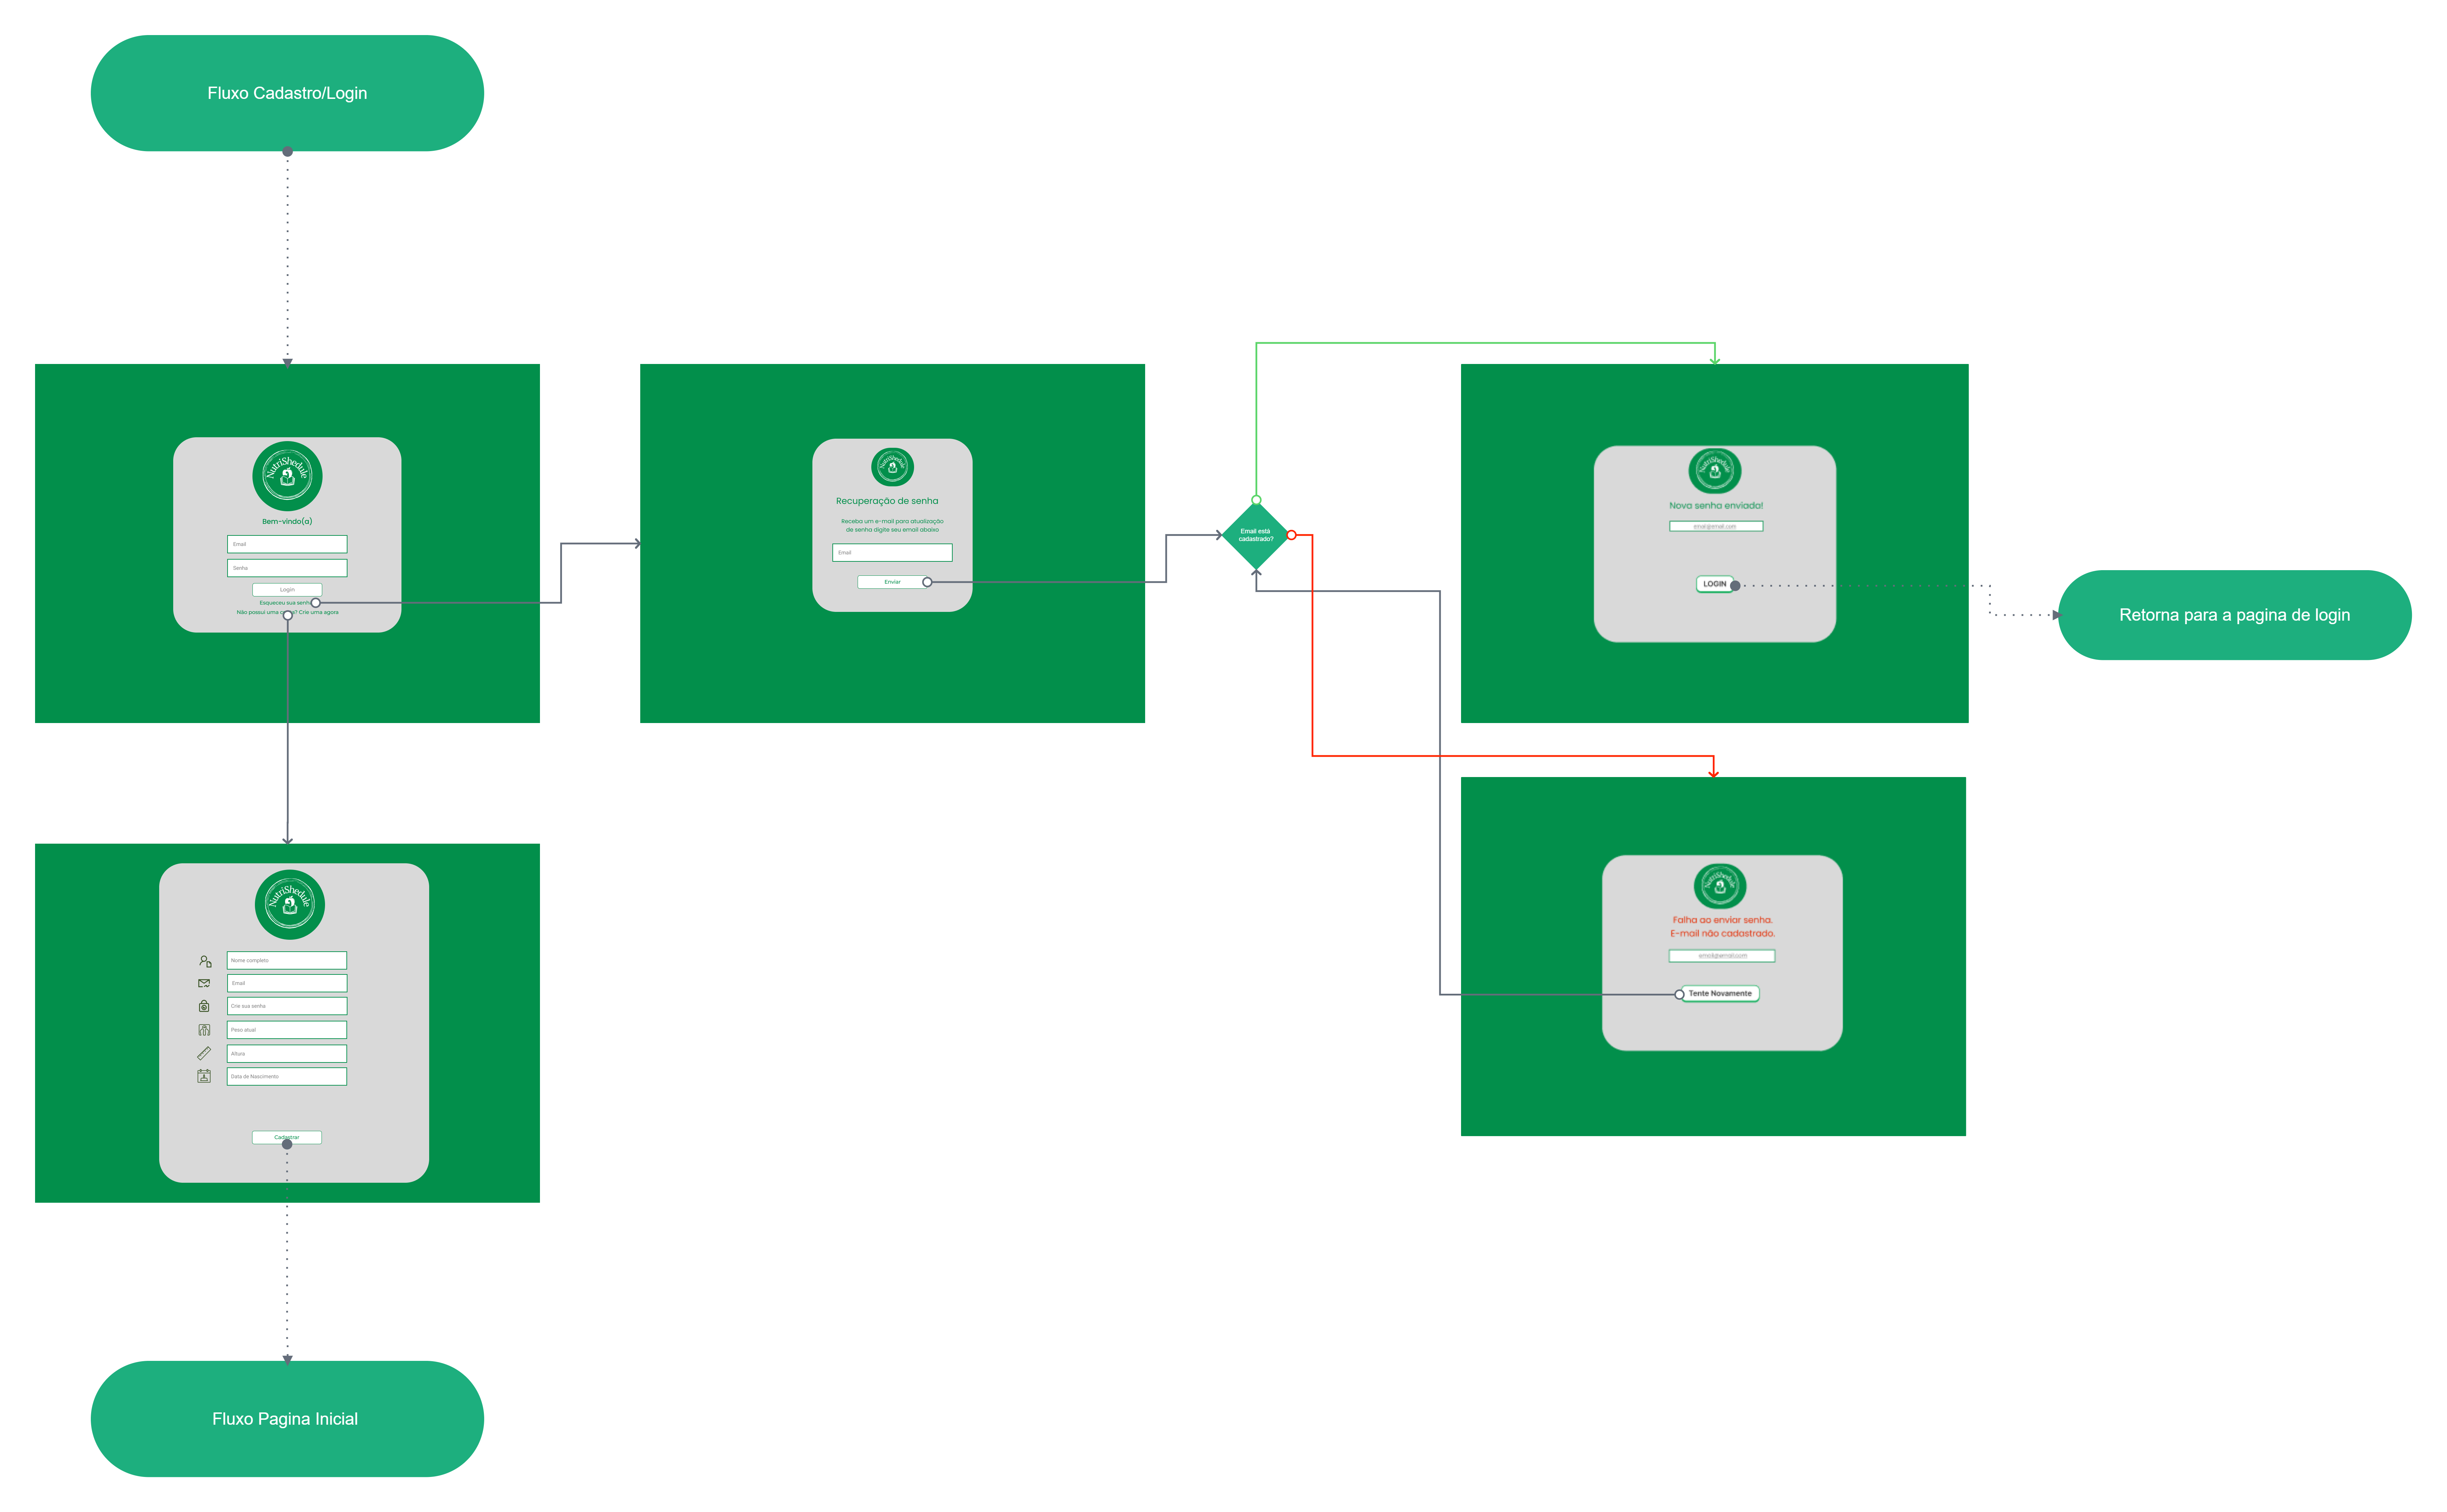 Fluxo Cadastro/Login
NutriShedule
Bem-vindo(a)
Email
Senha
Login
Esqueceu sua
Não possui uma Crie uma agora
NutriShedule
Recuperação de senha
Receba um e-mail para atualização
de senha digite seu email abaixo
Email
Enviar
Email está
cadastrado?
NutriShedule
Nova senha enviada!
email@email.com
LOGIN
Retorna para a pagina de login
NutriShedule
Nome completo
Email
Crie sua senha
Peso atual
Altura
Data de Nascimento
Cadastrar
NutriShedule
Falha ao enviar senha.
E-mail não cadastrado.
email@email.com
Tente Novamente
Fluxo Pagina Inicial